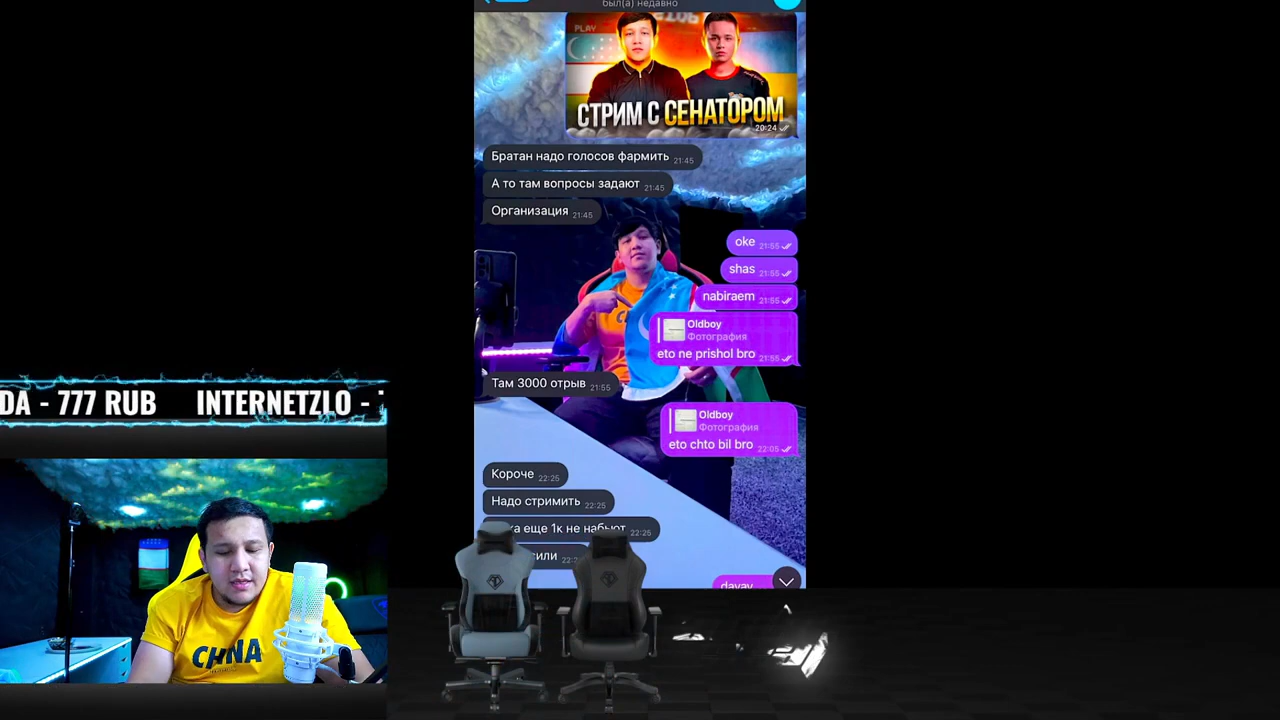 был(а) недавно
PLAY
СТРИМ С СЕНАТОРОМ
20:24
Братан надо голосов фармить 21:45
А то там вопросы задают 21:45
Организация 21:45
oke 21:55
shas 21:55
nabiraem 21:55
Oldboy
Фотография
eto ne prishol bro 21:55
Там 3000 отрыв 21:55
Oldboy
Фотография
eto chto bil bro 22:05
Короче 22:25
Надо стримить 22:25
еще 1к не набьют 22:25
davay
DA - 777 RUB INTERNETZLO -